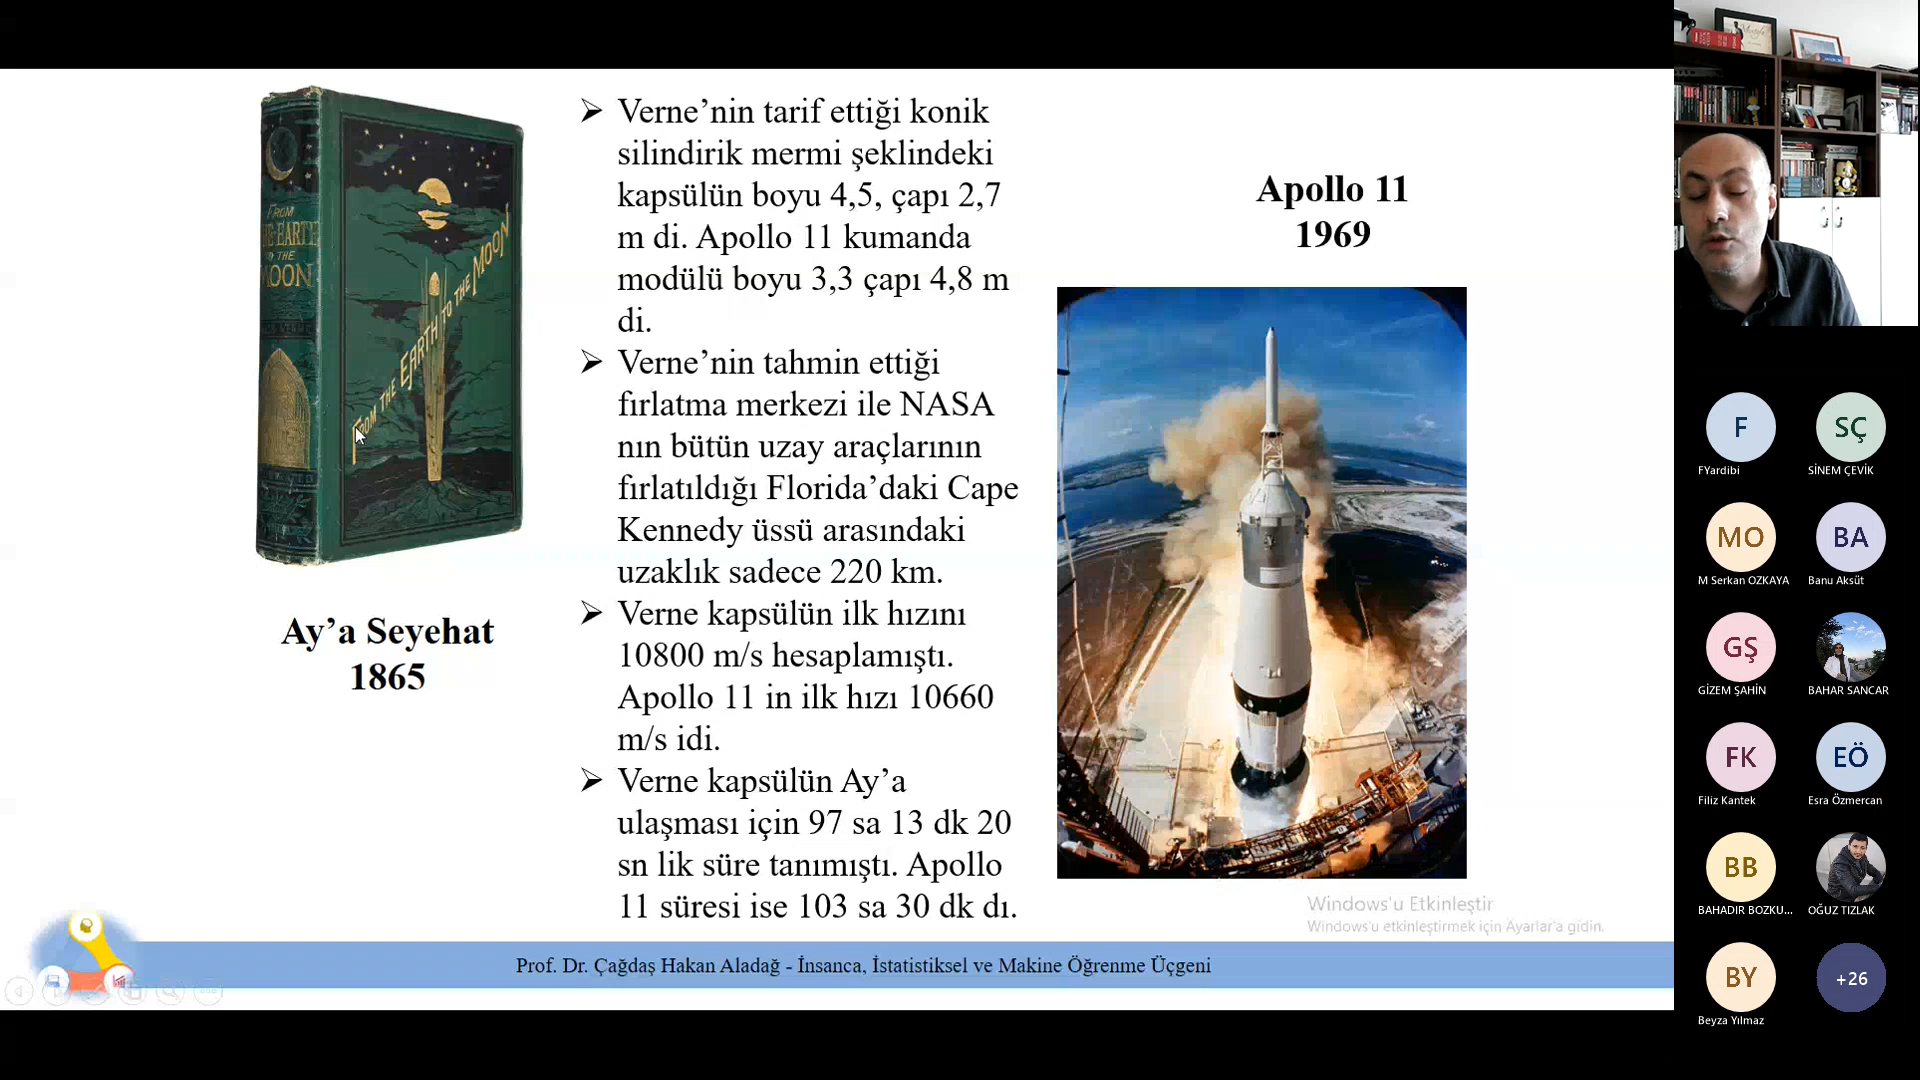 FROM
THE EARTH
TO THE
MOON
FROM THE EARTH TO THE MOON
Ay’a Seyehat
1865
Verne’nin tarif ettiği konik
silindirik mermi şeklindeki
kapsülün boyu 4,5, çapı 2,7
m di. Apollo 11 kumanda
modülü boyu 3,3 çapı 4,8 m
di.
Verne’nin tahmin ettiği
fırlatma merkezi ile NASA
nın bütün uzay araçlarının
fırlatıldığı Florida’daki Cape
Kennedy üssü arasındaki
uzaklık sadece 220 km.
Verne kapsülün ilk hızını
10800 m/s hesaplamıştı.
Apollo 11 in ilk hızı 10660
m/s idi.
Verne kapsülün Ay’a
ulaşması için 97 sa 13 dk 20
sn lik süre tanımıştı. Apollo
11 süresi ise 103 sa 30 dk dı.
Apollo 11
1969
Windows'u Etkinleştir
Windows'u etkinleştirmek için Ayarlar'a gidin.
Prof. Dr. Çağdaş Hakan Aladağ - İnsanca, İstatistiksel ve Makine Öğrenme Üçgeni
F
FYardibi
SÇ
SİNEM ÇEVİK
MO
M Serkan OZKAYA
BA
Banu Aksüt
GŞ
GİZEM ŞAHİN
BAHAR SANCAR
FK
Filiz Kantek
EÖ
Esra Özmercan
BB
BAHADIR BOZKU...
OĞUZ TIZLAK
BY
Beyza Yılmaz
+26